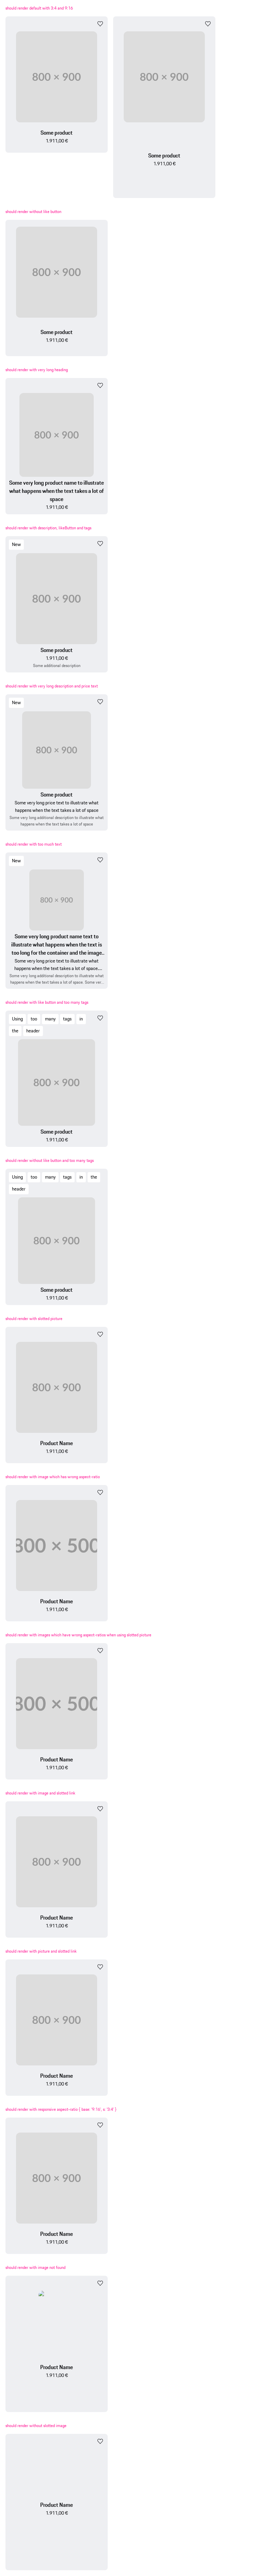 should render default with 3:4 and 9:16
800 × 900
Some product
1.911,00 €
800 × 900
Some product
1.911,00 €
should render without like button
800 × 900
Some product
1.911,00 €
should render with very long heading
800 × 900
Some very long product name to illustrate
what happens when the text takes a lot of
space
1.911,00 €
should render with description, likeButton and tags
New
800 × 900
Some product
1.911,00 €
Some additional description
should render with very long description and price text
New
800 × 900
Some product
Some very long price text to illustrate what
happens when the text takes a lot of space
Some very long additional description to illustrate what
happens when the text takes a lot of space
should render with too much text
New
800 × 900
Some very long product name text to
illustrate what happens when the text is
too long for the container and the image
Some very long price text to illustrate what
happens when the text takes a lot of space…
Some very long additional description to illustrate what
happens when the text takes a lot of space. Some ver…
should render with like button and too many tags
Using too many tags in
the header
800 × 900
Some product
1.911,00 €
should render without like button and too many tags
Using too many tags in the
header
800 × 900
Some product
1.911,00 €
should render with slotted picture
800 × 900
Product Name
1.911,00 €
should render with image which has wrong aspect-ratio
800 × 500
Product Name
1.911,00 €
should render with images which have wrong aspect-ratios when using slotted picture
800 × 500
Product Name
1.911,00 €
should render with image and slotted link
800 × 900
Product Name
1.911,00 €
should render with picture and slotted link
800 × 900
Product Name
1.911,00 €
should render with responsive aspect-ratio { base: '9:16', s: '3:4' }
800 × 900
Product Name
1.911,00 €
should render with image not found
Product Name
1.911,00 €
should render without slotted image
Product Name
1.911,00 €